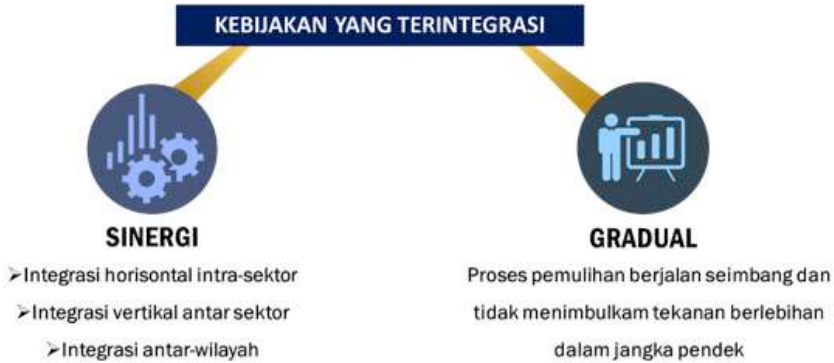 KEBIJAKAN YANG TERINTEGRASI
SINERGI
➢Integrasi horisontal intra-sektor
➢Integrasi vertikal antar sektor
➢Integrasi antar-wilayah
GRADUAL
Proses pemulihan berjalan seimbang dan
tidak menimbulkam tekanan berlebihan
dalam jangka pendek